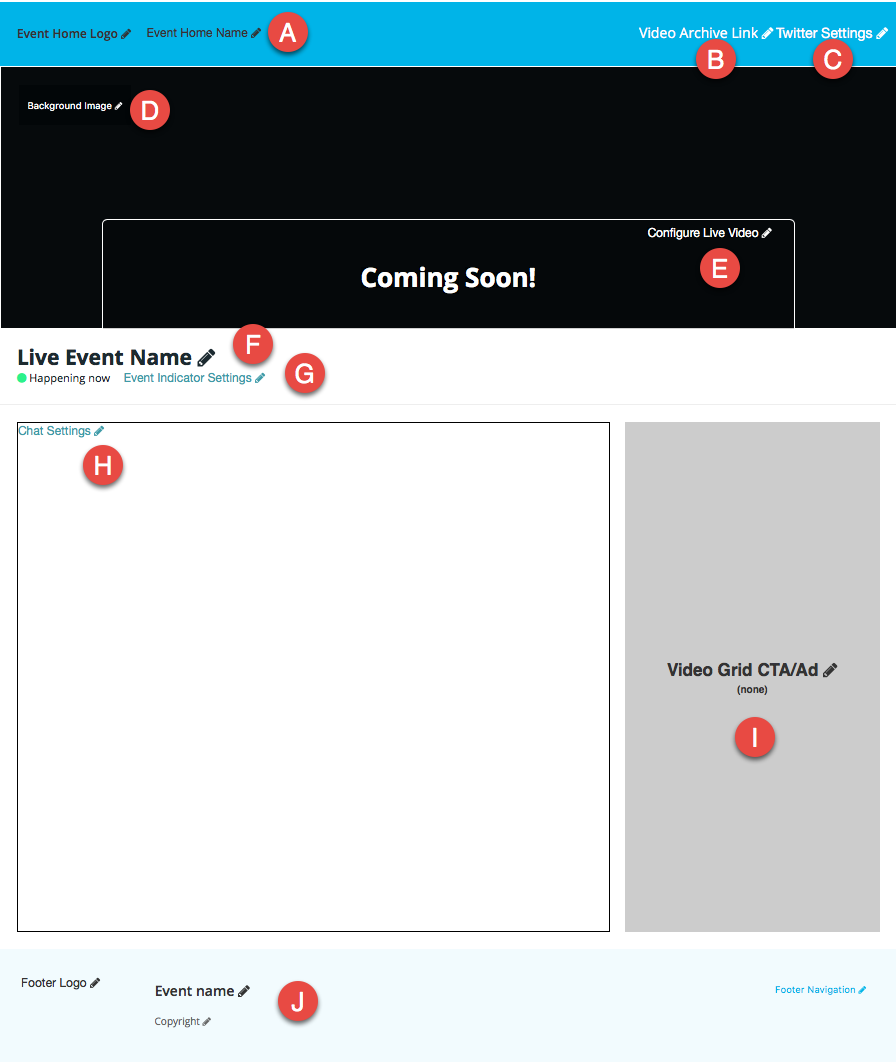 Event Home Logo Event Home Name A Video Archive Link Twitter Settings
B C
Background Image D
Configure Live Video
E
Coming Soon!
F
Live Event Name
G
Happening now Event Indicator Settings
Chat Settings
H
Video Grid CTA/Ad
(none)
I
Footer Logo
Event name Footer Navigation
J
Copyright